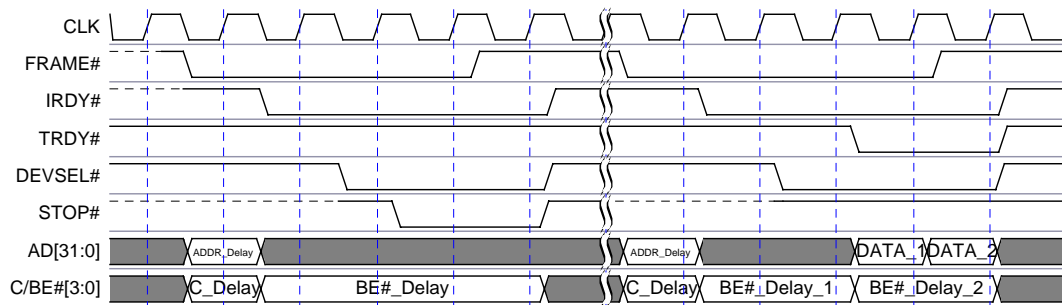 CLK
FRAME#
IRDY#
TRDY#
DEVSEL#
STOP#
AD[31:0] ADDR_Delay ADDR_Delay DATA_1 DATA_2
C/BE#[3:0] C_Delay BE#_Delay C_Delay BE#_Delay_1 BE#_Delay_2